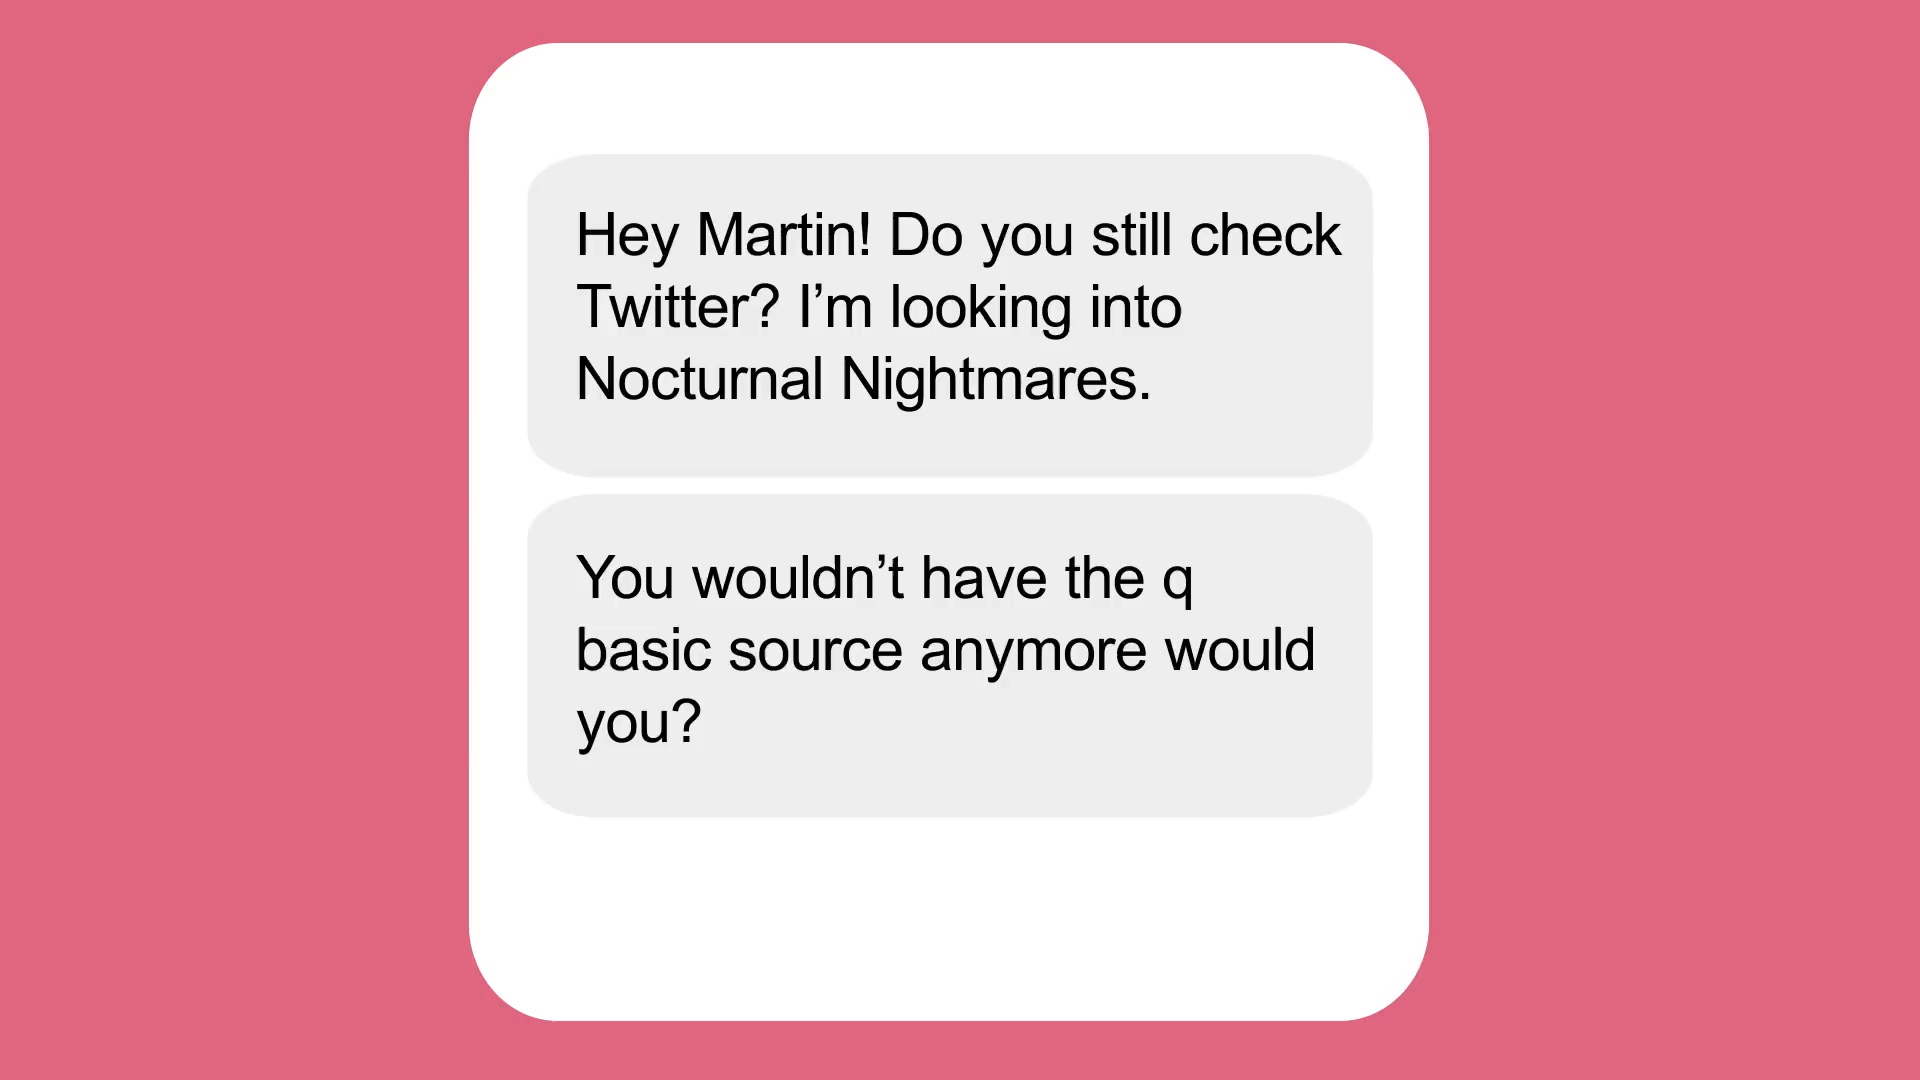 Hey Martin! Do you still check
Twitter? I’m looking into
Nocturnal Nightmares.
You wouldn’t have the q
basic source anymore would
you?